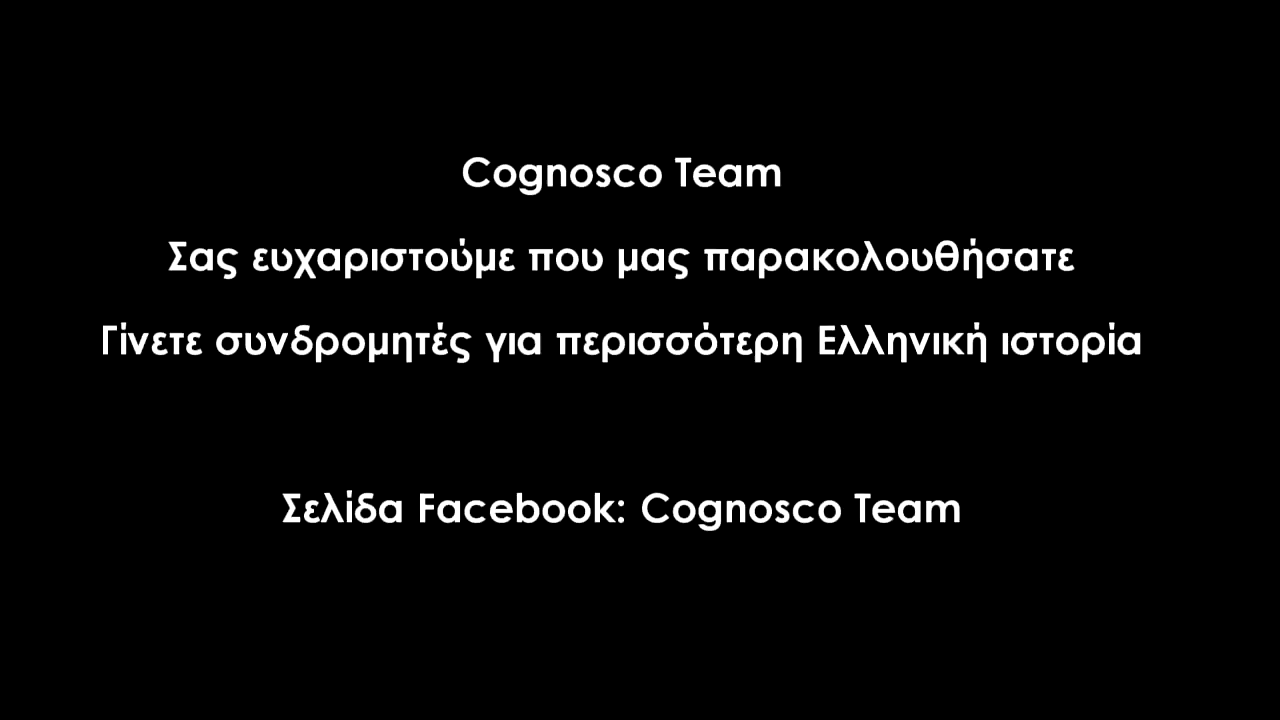 Cognosco Team
Σας ευχαριστούμε που μας παρακολουθήσατε
Γίνετε συνδρομητές για περισσότερη Ελληνική ιστορία
Σελίδα Facebook: Cognosco Team